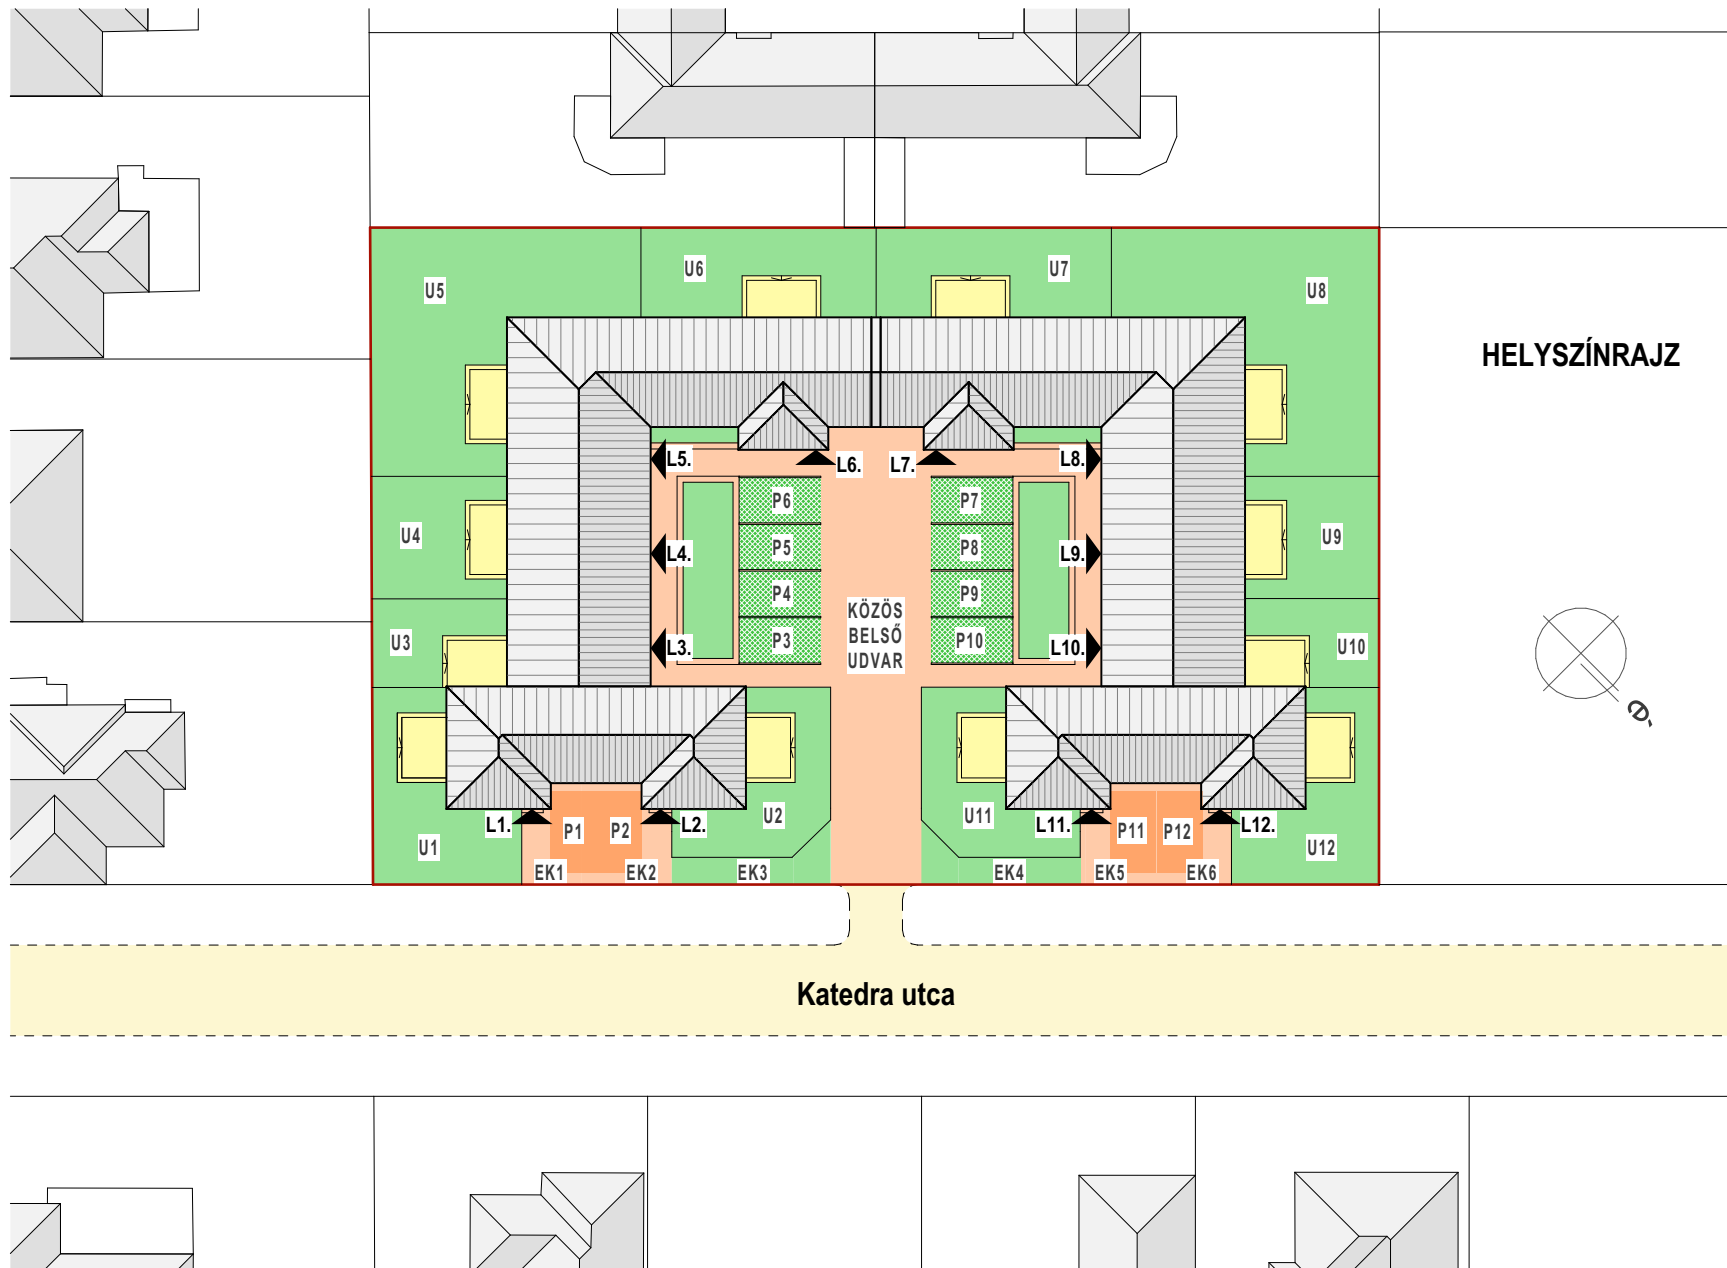 U6
U7
U5
U8
HELYSZÍNRAJZ
L5.
L6.
L7.
L8.
P6
P7
U4
U9
P5
P8
L4.
L9.
P4
P9
KÖZÖS
BELSŐ
UDVAR
U3
P3
P10
U10
L3.
L10.
U2
U11
L1.
P1
P2
L2.
L11.
P11
P12
L12.
U1
U12
EK1
EK2
EK3
EK4
EK5
EK6
Katedra utca